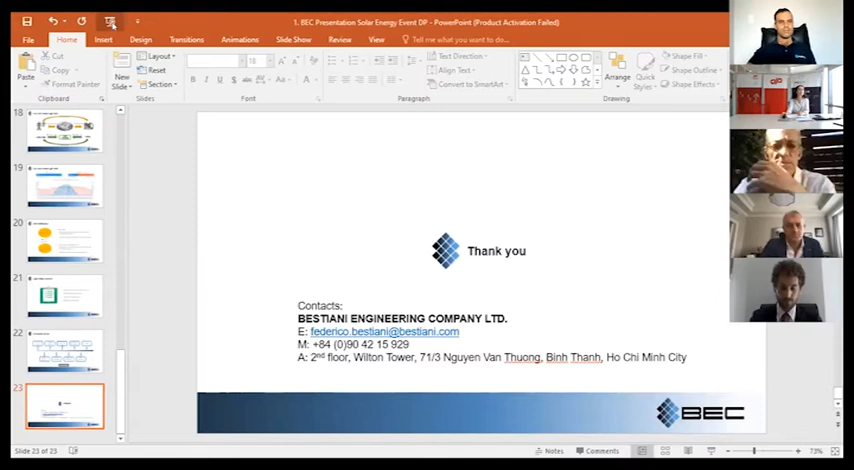 1. BEC Presentation Solar Energy Event DP - PowerPoint (Product Activation Failed)
File Home Insert Design Transitions Animations Slide Show Review View Tell me what you want to do...
Paste
Cut
Copy
Format Painter
Clipboard
New
Slide
Layout
Reset
Section
Slides
18
B I U S
Font
Paragraph
Text Direction
Align Text
Convert to SmartArt
Arrange
Quick
Styles
Drawing
Shape Fill
Shape Outline
Shape Effects
18
19
20
21
22
23
Thank you
Contacts:
BESTIANI ENGINEERING COMPANY LTD.
E: federico.bestiani@bestiani.com
M: +84 (0)90 42 15 929
A: 2nd floor, Wilton Tower, 71/3 Nguyen Van Thuong, Binh Thanh, Ho Chi Minh City
BEC
Slide 23 of 23
Notes
Comments
73%